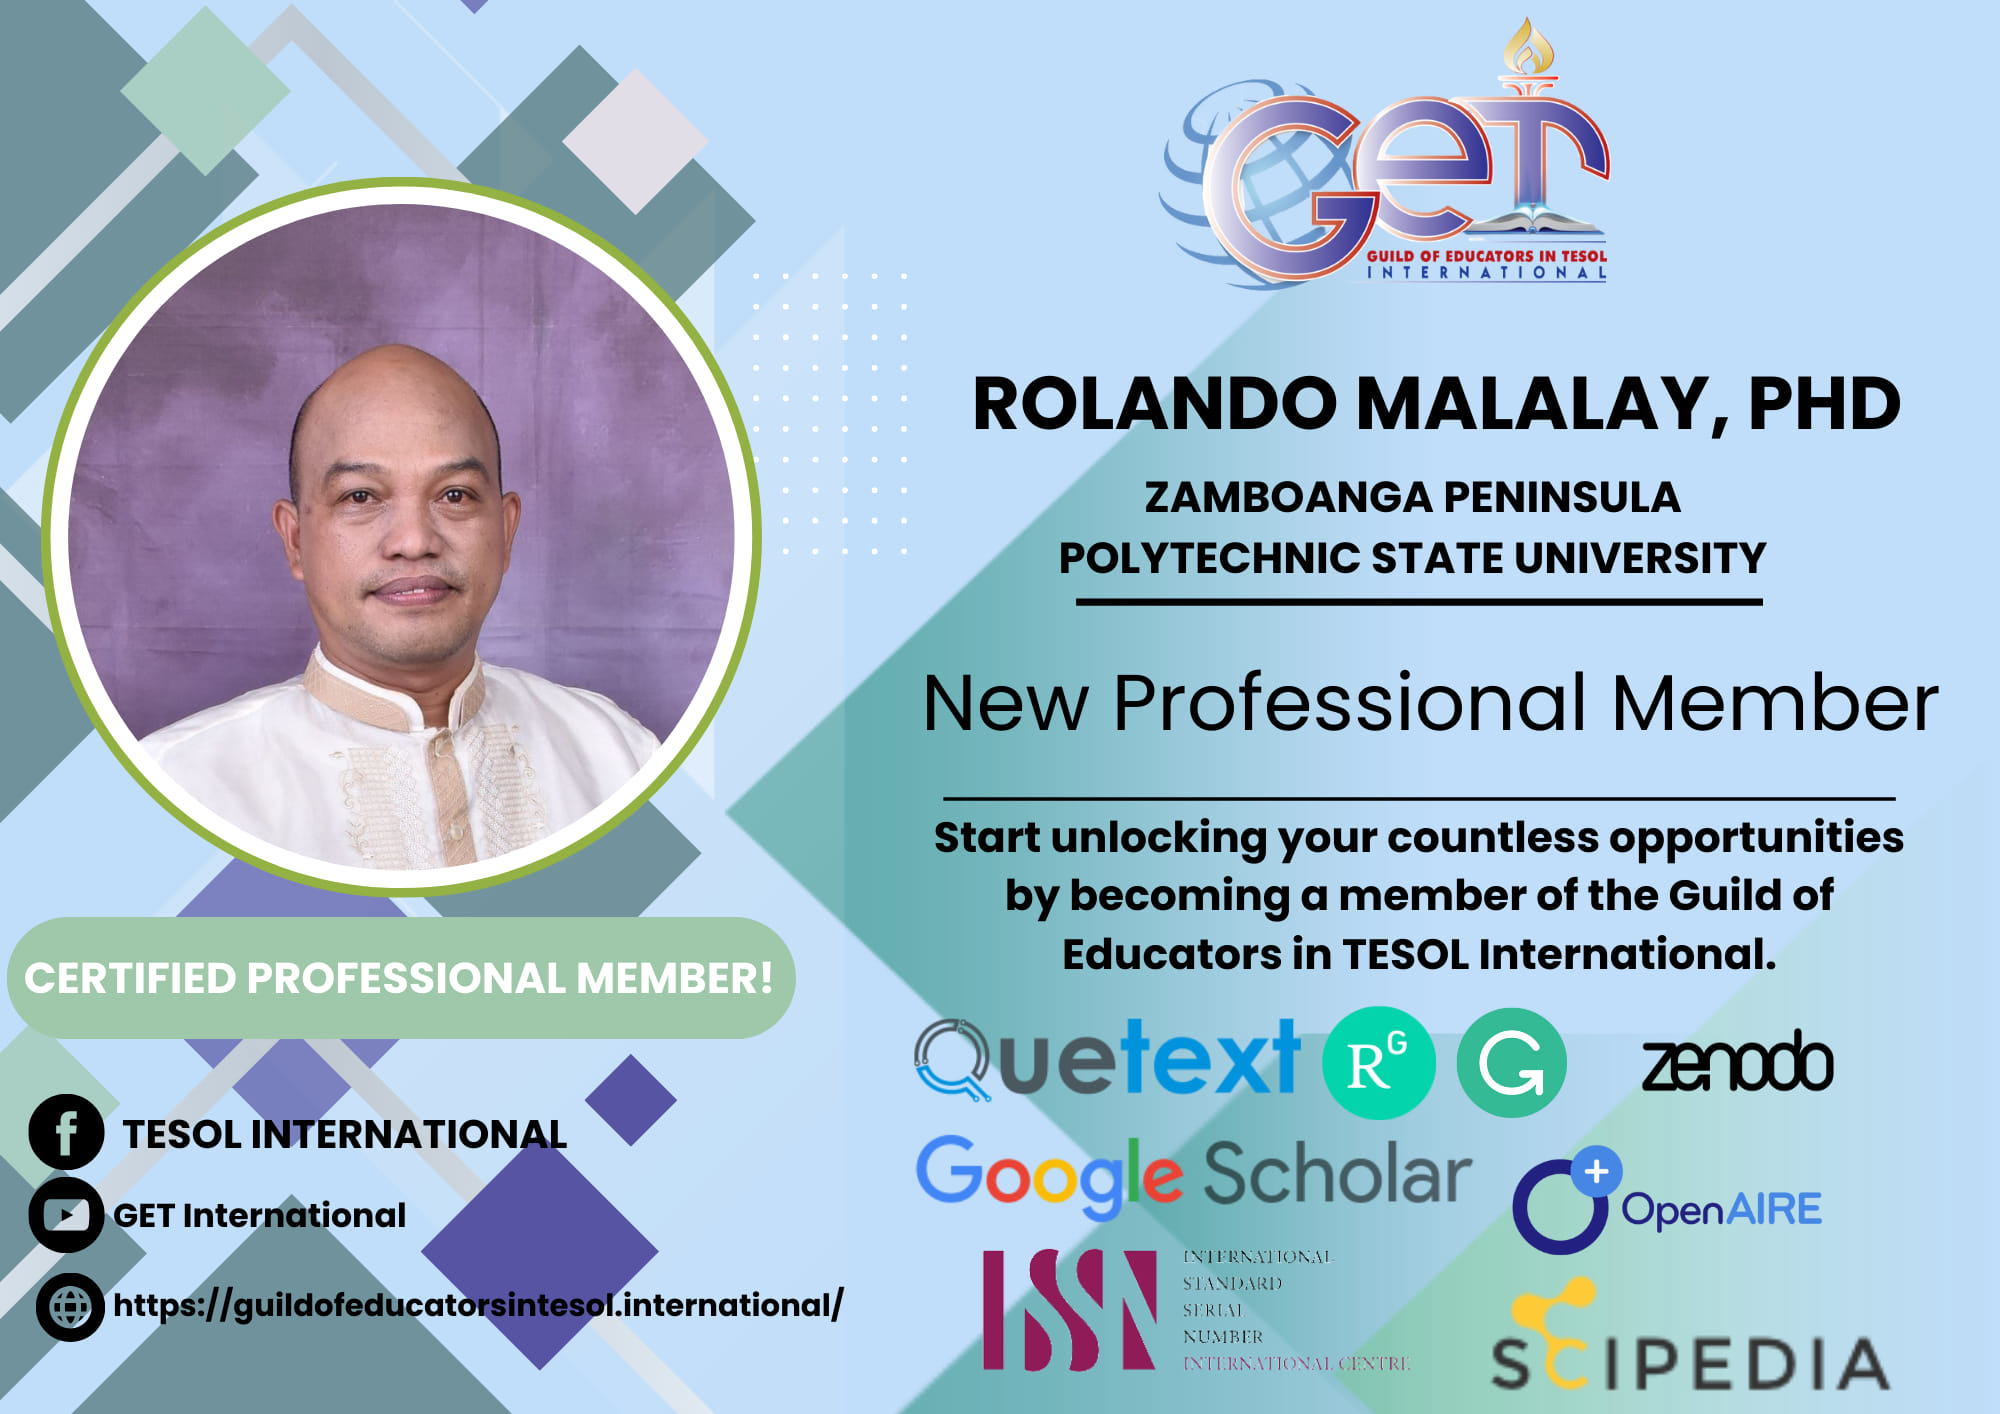 GET
GUILD OF EDUCATORS IN TESOL
INTERNATIONAL
ROLANDO MALALAY, PHD
ZAMBOANGA PENINSULA
POLYTECHNIC STATE UNIVERSITY
New Professional Member
Start unlocking your countless opportunities
by becoming a member of the Guild of
Educators in TESOL International.
CERTIFIED PROFESSIONAL MEMBER!
f TESOL INTERNATIONAL
GET International
https://guildofeducatorsintesol.international/
Quetext RG G zenodo
Google Scholar
OpenAIRE
ISSN
INTERNATIONAL
STANDARD
SERIAL
NUMBER
INTERNATIONAL CENTRE
SCIPEDIA